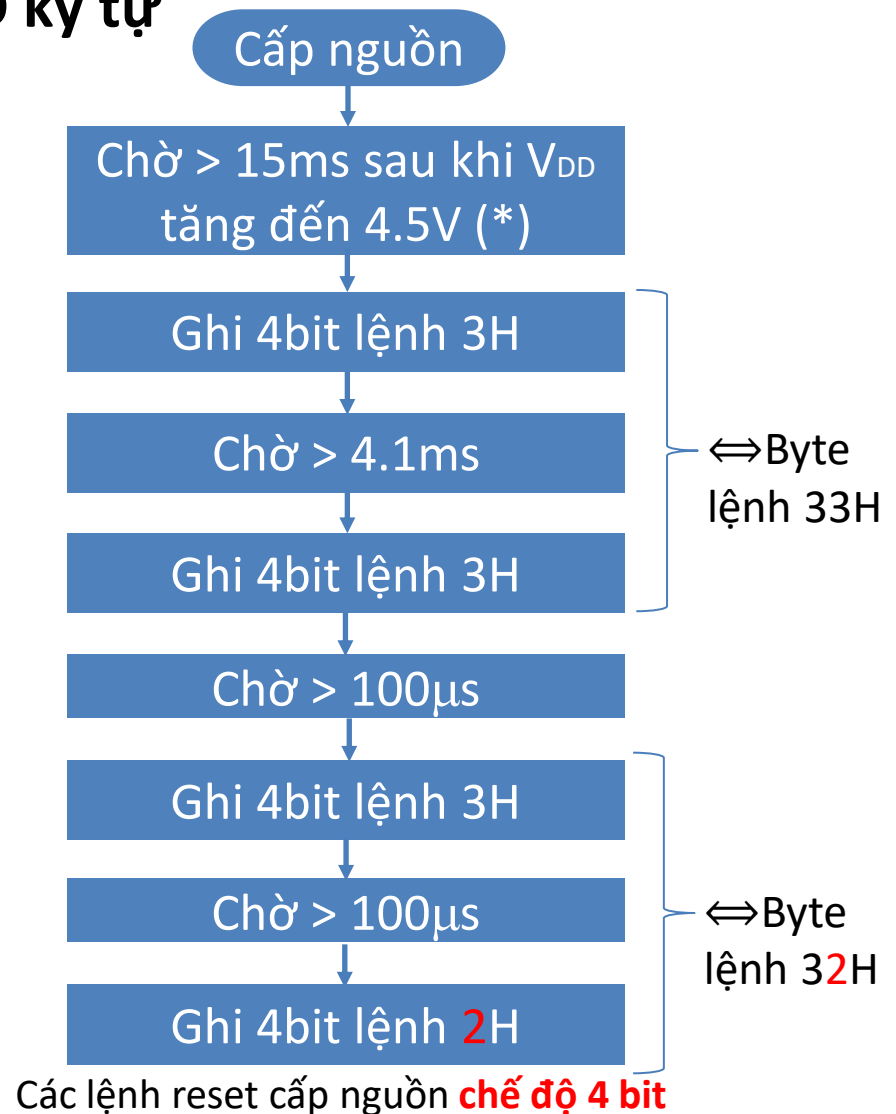 ký tự
Cấp nguồn
Chờ > 15ms sau khi VDD
tăng đến 4.5V (*)
Ghi 4bit lệnh 3H
Chờ > 4.1ms
Ghi 4bit lệnh 3H
⇔Byte
lệnh 33H
Chờ > 100μs
Ghi 4bit lệnh 3H
Chờ > 100μs
Ghi 4bit lệnh 2H
⇔Byte
lệnh 32H
Các lệnh reset cấp nguồn chế độ 4 bit